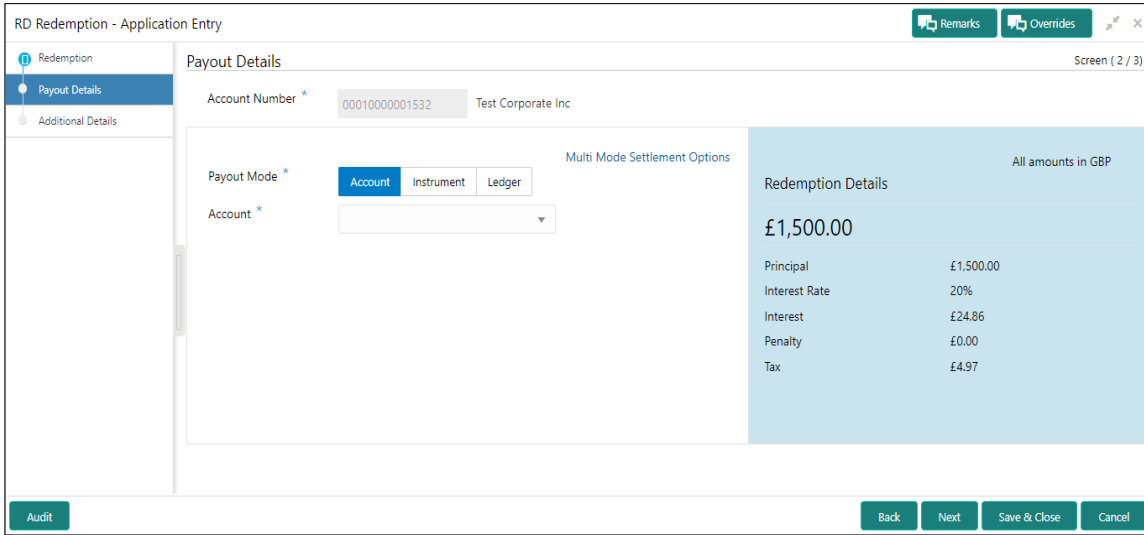 RD Redemption - Application Entry
Remarks
Overrides
Redemption
Payout Details
Additional Details
Payout Details
Screen ( 2 / 3)
Account Number *
00010000001532
Test Corporate Inc
Multi Mode Settlement Options
Payout Mode *
Account
Instrument
Ledger
Account *
All amounts in GBP
Redemption Details
£1,500.00
Principal £1,500.00
Interest Rate 20%
Interest £24.86
Penalty £0.00
Tax £4.97
Audit
Back
Next
Save & Close
Cancel